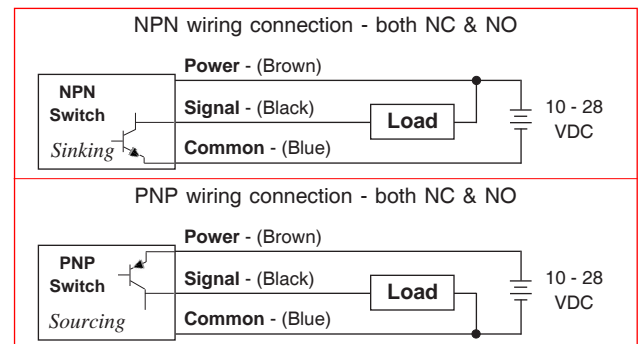 NPN wiring connection - both NC & NO
Power - (Brown)
NPN
Switch
Signal - (Black)
Load
10 - 28
VDC
Sinking
Common - (Blue)
PNP wiring connection - both NC & NO
Power - (Brown)
PNP
Switch
Signal - (Black)
Load
10 - 28
VDC
Sourcing
Common - (Blue)